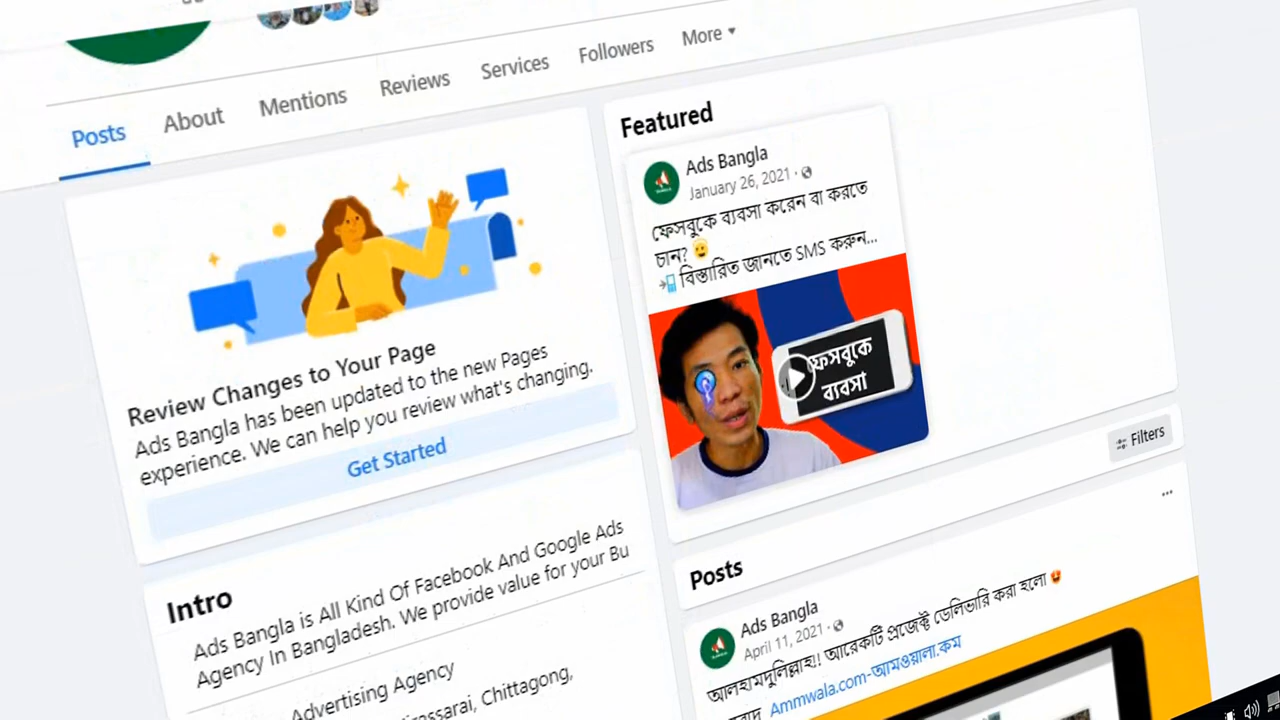 Posts
About
Mentions
Reviews
Services
Followers
More
Review Changes to Your Page
Ads Bangla has been updated to the new Pages
experience. We can help you review what's changing.
Get Started
Intro
Ads Bangla is All Kind Of Facebook And Google Ads
Agency In Bangladesh. We provide value for your Bu
Advertising Agency
Chittagong,
Featured
Ads Bangla
January 26, 2021 ·
ফেসবুকে ব্যবসা করেন বা করতে
চান? 😀
📲 বিস্তারিত জানতে SMS করুন...
ফেসবুকে
ব্যবসা
Filters
Posts
Ads Bangla
April 11, 2021 ·
আলহামদুলিল্লাহ!! আরেকটি প্রজেক্ট ডেলিভারি করা হলো 😍
Ammwala.com-আমওয়ালা.কম